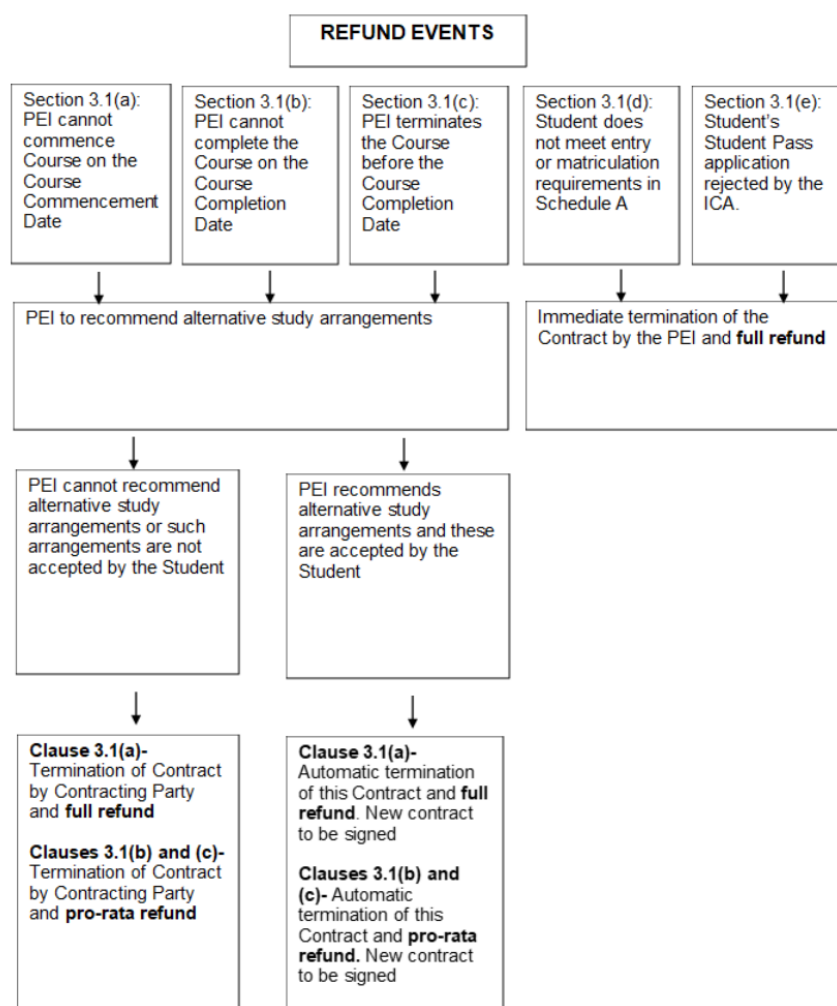 REFUND EVENTS
Section 3.1(a):
PEI cannot
commence
Course on the
Course
Commencement
Date
Section 3.1(b):
PEI cannot
complete the
Course on the
Course
Completion
Date
Section 3.1(c):
PEI terminates
the Course
before the
Course
Completion
Date
Section 3.1(d):
Student does
not meet entry
or matriculation
requirements in
Schedule A
Section 3.1(e):
Student's
Student Pass
application
rejected by the
ICA.
PEI to recommend alternative study arrangements
Immediate termination of the
Contract by the PEI and full refund
PEI cannot recommend
alternative study
arrangements or such
arrangements are not
accepted by the Student
PEI recommends
alternative study
arrangements and these
are accepted by the
Student
Clause 3.1(a)-
Termination of Contract
by Contracting Party
and full refund
Clauses 3.1(b) and (c)-
Termination of Contract
by Contracting Party
and pro-rata refund
Clause 3.1(a)-
Automatic termination
of this Contract and full
refund. New contract
to be signed
Clauses 3.1(b) and
(c)- Automatic
termination of this
Contract and pro-rata
refund. New contract
to be signed